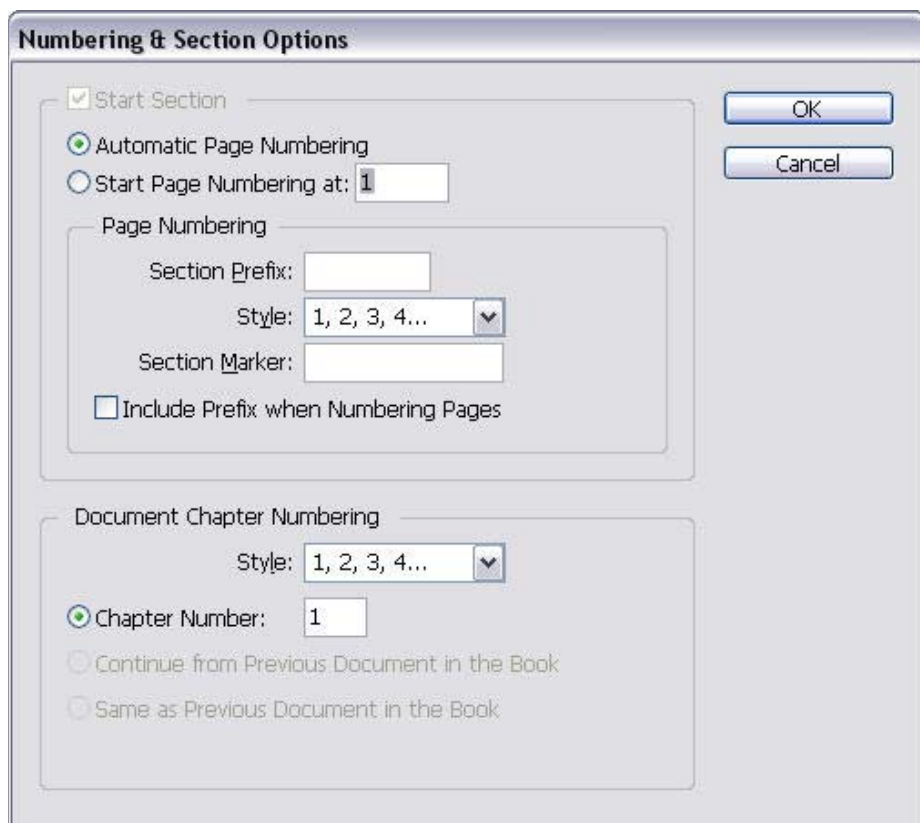 Numbering & Section Options
Start Section
OK
Automatic Page Numbering
Cancel
Start Page Numbering at: 1
Page Numbering
Section Prefix:
Style: 1, 2, 3, 4...
Section Marker:
Include Prefix when Numbering Pages
Document Chapter Numbering
Style: 1, 2, 3, 4...
Chapter Number: 1
Continue from Previous Document in the Book
Same as Previous Document in the Book